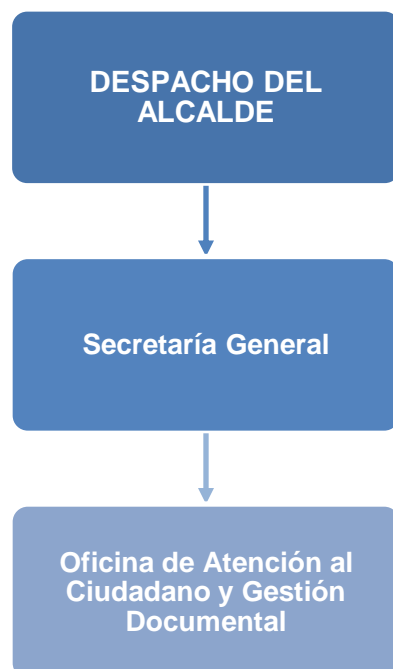 DESPACHO DEL
ALCALDE
Secretaría General
Oficina de Atención al
Ciudadano y Gestión
Documental